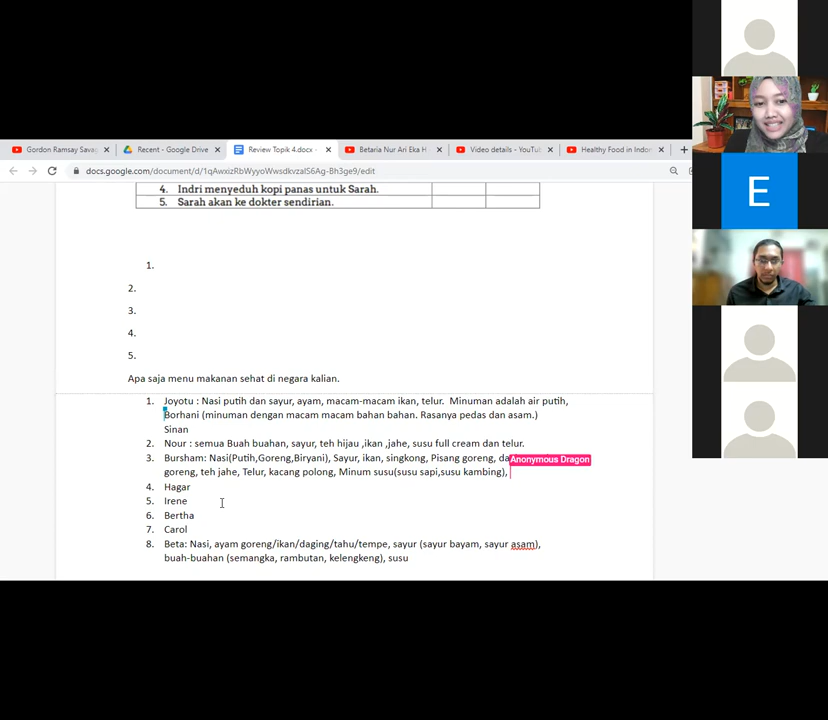 Gordon Ramsay Sava
Recent - Google Drive
Review Topik 4.docx -
Betaria Nur Ari Eka H
Video details - YouTu
Healthy Food in Indon
docs.google.com/document/d/1qAwxizRbWyyoWwsdkvzalS6Ag-Bh3ge9/edit
4. Indri menyeduh kopi panas untuk Sarah.
5. Sarah akan ke dokter sendirian.
E
1.
2.
3.
4.
5.
Apa saja menu makanan sehat di negara kalian.
1. Joyotu : Nasi putih dan sayur, ayam, macam-macam ikan, telur. Minuman adalah air putih,
Borhani (minuman dengan macam macam bahan bahan. Rasanya pedas dan asam.)
Sinan
2. Nour : semua Buah buahan, sayur, teh hijau ,ikan ,jahe, susu full cream dan telur.
3. Bursham: Nasi(Putih,Goreng,Biryani), Sayur, ikan, singkong, Pisang goreng, da
Anonymous Dragon
goreng, teh jahe, Telur, kacang polong, Minum susu(susu sapi,susu kambing),
4. Hagar
5. Irene
6. Bertha
7. Carol
8. Beta: Nasi, ayam goreng/ikan/daging/tahu/tempe, sayur (sayur bayam, sayur asam),
buah-buahan (semangka, rambutan, kelengkeng), susu